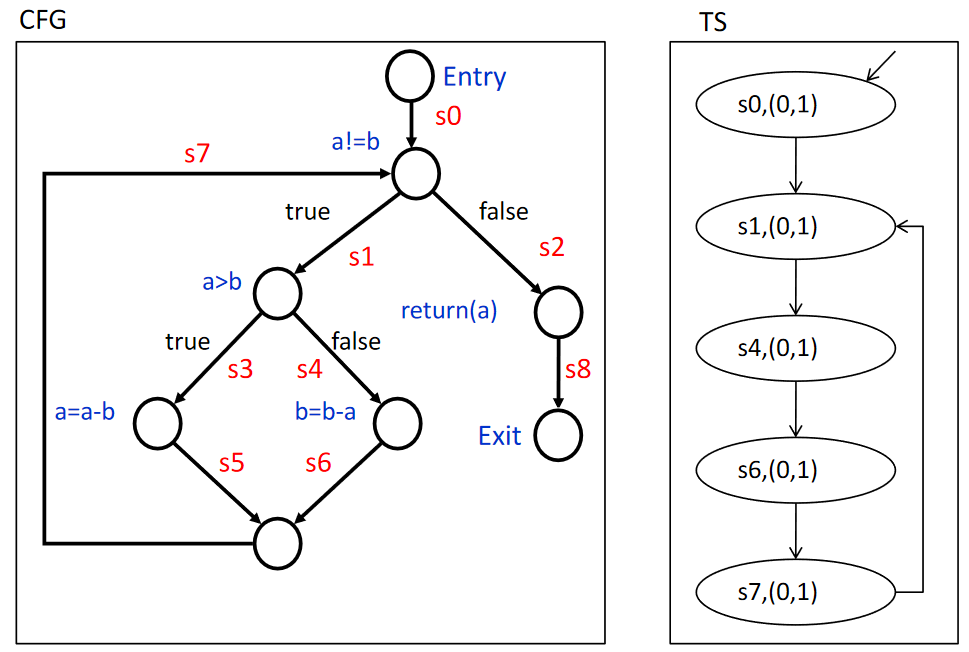 CFG
TS
Entry
s0
a!=b
s7
true
false
s1
s2
a>b
return(a)
true
false
s3
s4
s8
a=a-b
b=b-a
Exit
s5
s6
s0,(0,1)
s1,(0,1)
s4,(0,1)
s6,(0,1)
s7,(0,1)